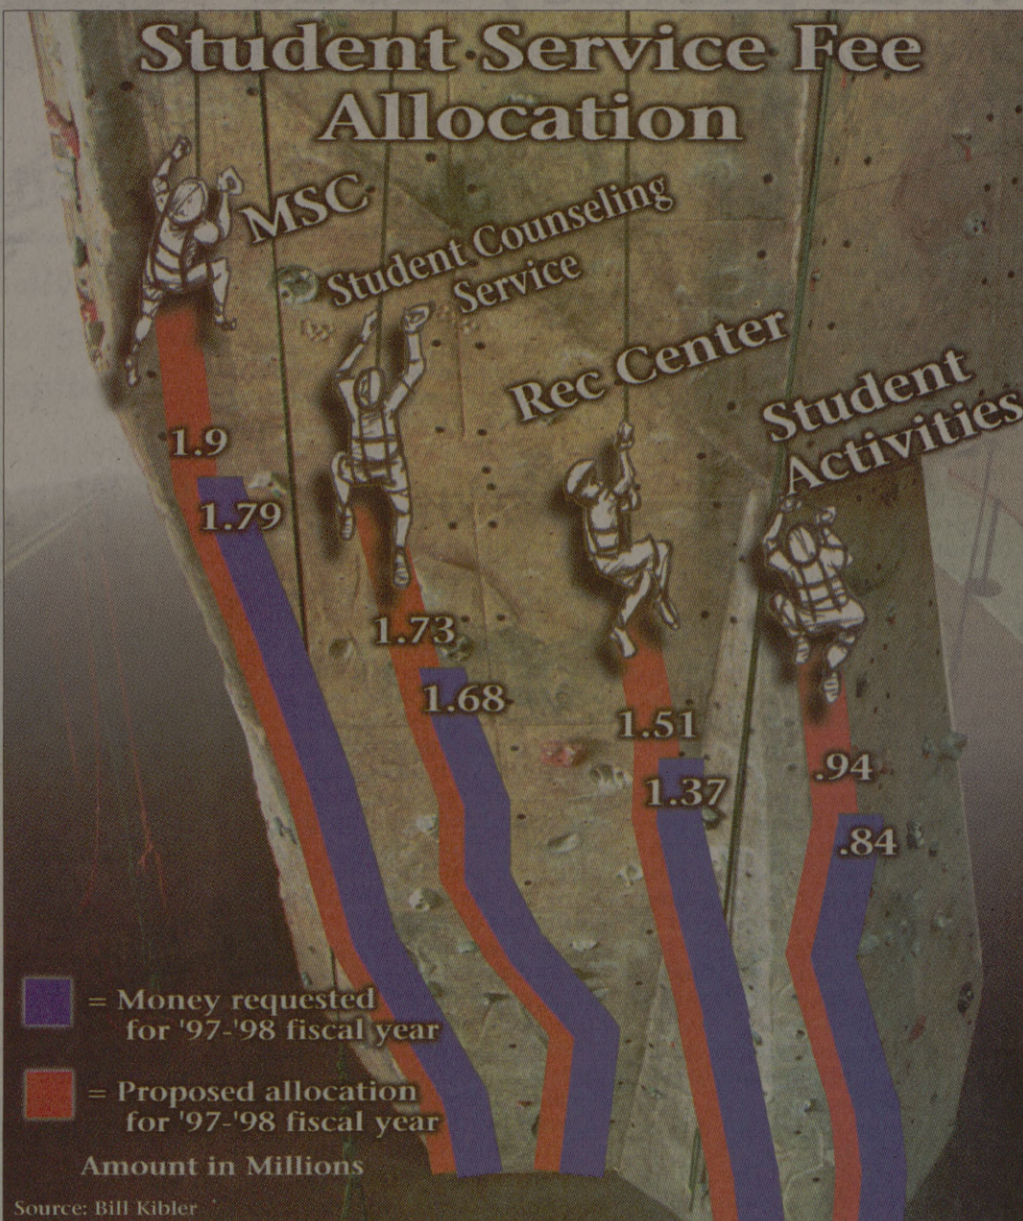 Student Service Fee
Allocation
MSC
Student Counseling
Service
Rec Center
Student
Activities
1.9
1.79
1.73
1.68
1.51
1.37
.94
.84
= Money requested
for '97-'98 fiscal year
= Proposed allocation
for '97-'98 fiscal year
Amount in Millions
Source: Bill Kibler